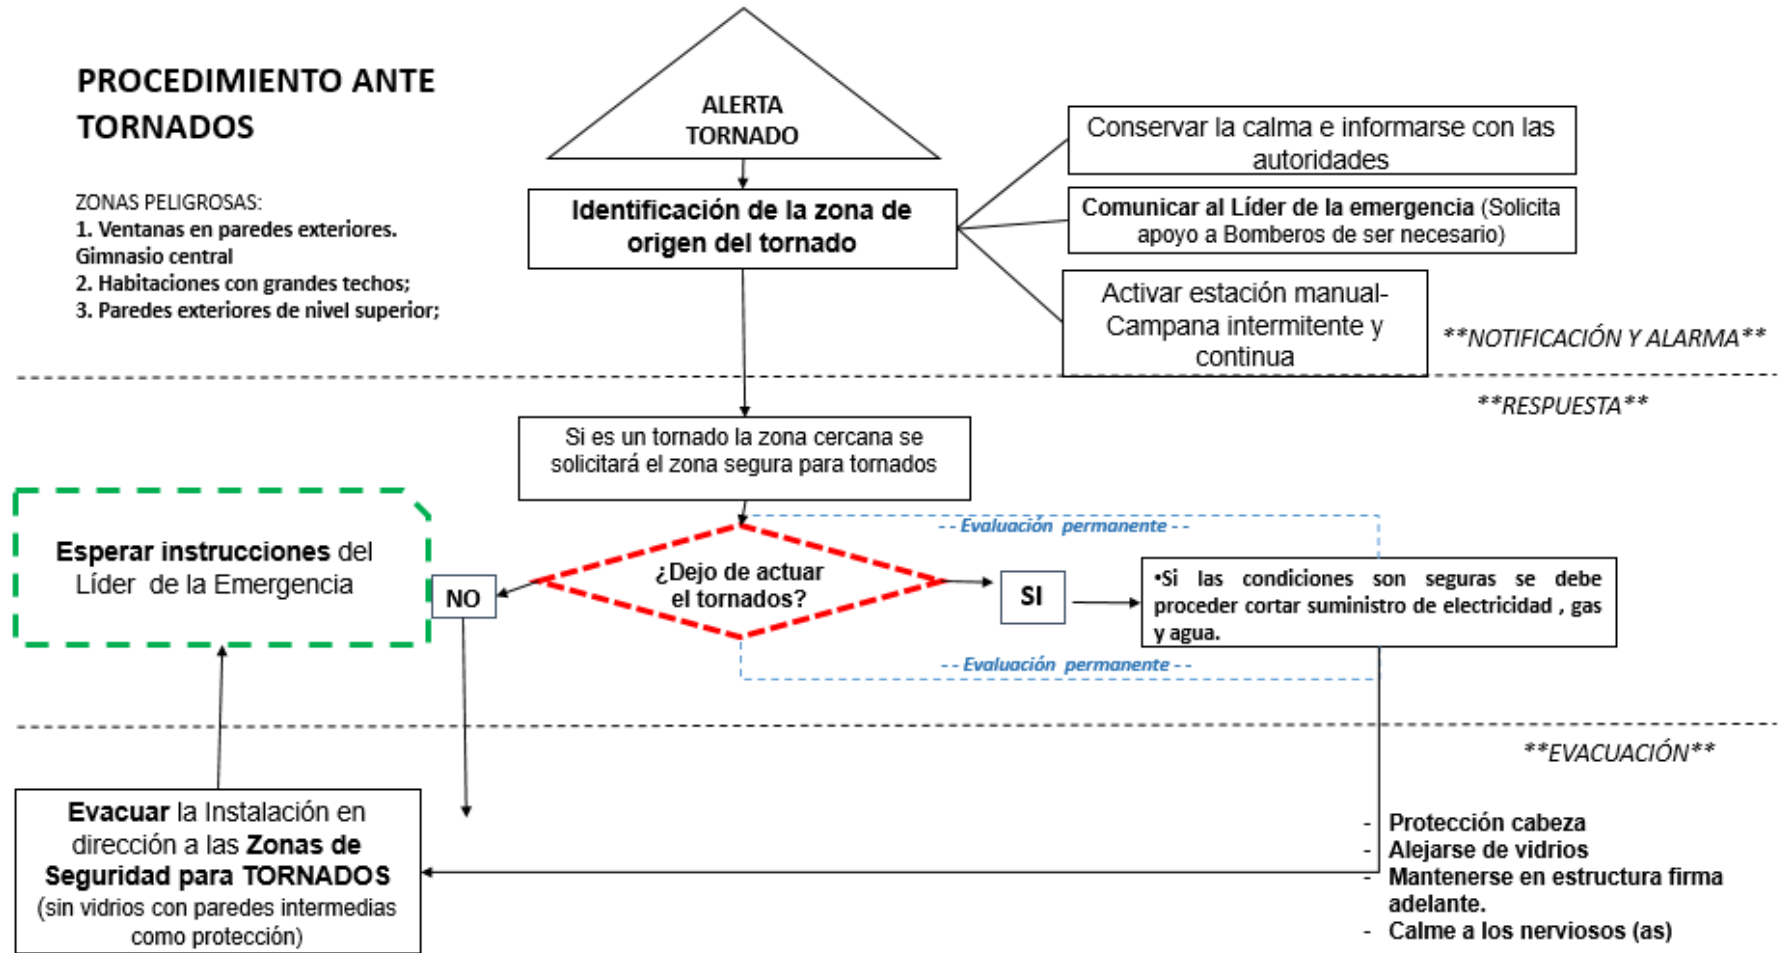 PROCEDIMIENTO ANTE
TORNADOS
ZONAS PELIGROSAS:
1. Ventanas en paredes exteriores.
Gimnasio central
2. Habitaciones con grandes techos;
3. Paredes exteriores de nivel superior;
ALERTA
TORNADO
Identificación de la zona de
origen del tornado
Conservar la calma e informarse con las
autoridades
Comunicar al Líder de la emergencia (Solicita
apoyo a Bomberos de ser necesario)
Activar estación manual-
Campana intermitente y
continua
**NOTIFICACIÓN Y ALARMA**
**RESPUESTA**
Si es un tornado la zona cercana se
solicitará el zona segura para tornados
Esperar instrucciones del
Líder de la Emergencia
NO
¿Dejo de actuar
el tornados?
SI
- - Evaluación permanente - -
•Si las condiciones son seguras se debe
proceder cortar suministro de electricidad , gas
y agua.
- - Evaluación permanente - -
**EVACUACIÓN**
Evacuar la Instalación en
dirección a las Zonas de
Seguridad para TORNADOS
(sin vidrios con paredes intermedias
como protección)
- Protección cabeza
- Alejarse de vidrios
- Mantenerse en estructura firma
adelante.
- Calme a los nerviosos (as)